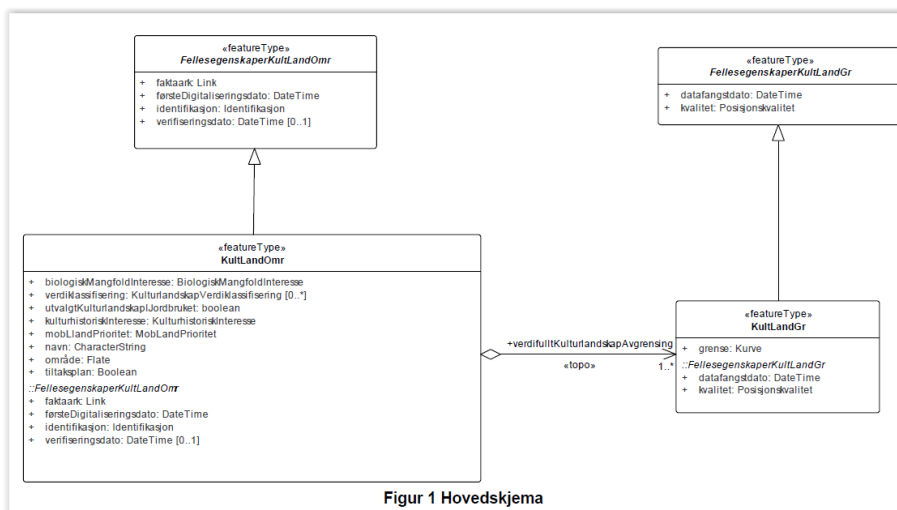 «featureType»
FellesegenskaperKultLandOmr
+ faktaark: Link
+ førsteDigitaliseringsdato: DateTime
+ identifikasjon: Identifikasjon
+ verifiseringsdato: DateTime [0..1]
«featureType»
FellesegenskaperKultLandGr
+ datafangstdato: DateTime
+ kvalitet: Posisjonskvalitet
«featureType»
KultLandOmr
+ biologiskMangfoldInteresse: BiologiskMangfoldInteresse
+ verdiklassifisering: KulturlandskapVerdiklassifisering [0..*]
+ utvalgtKulturlandskapIJordbruket: boolean
+ kulturhistoriskInteresse: KulturhistoriskInteresse
+ mobLlandPrioritet: MobLandPrioritet
+ navn: CharacterString
+ område: Flate
+ tiltaksplan: Boolean
::FellesegenskaperKultLandOmr
+ faktaark: Link
+ førsteDigitaliseringsdato: DateTime
+ identifikasjon: Identifikasjon
+ verifiseringsdato: DateTime [0..1]
+verdifulltKulturlandskapAvgrensing
«topo»
1..*
«featureType»
KultLandGr
+ grense: Kurve
::FellesegenskaperKultLandGr
+ datafangstdato: DateTime
+ kvalitet: Posisjonskvalitet
Figur 1 Hovedskjema